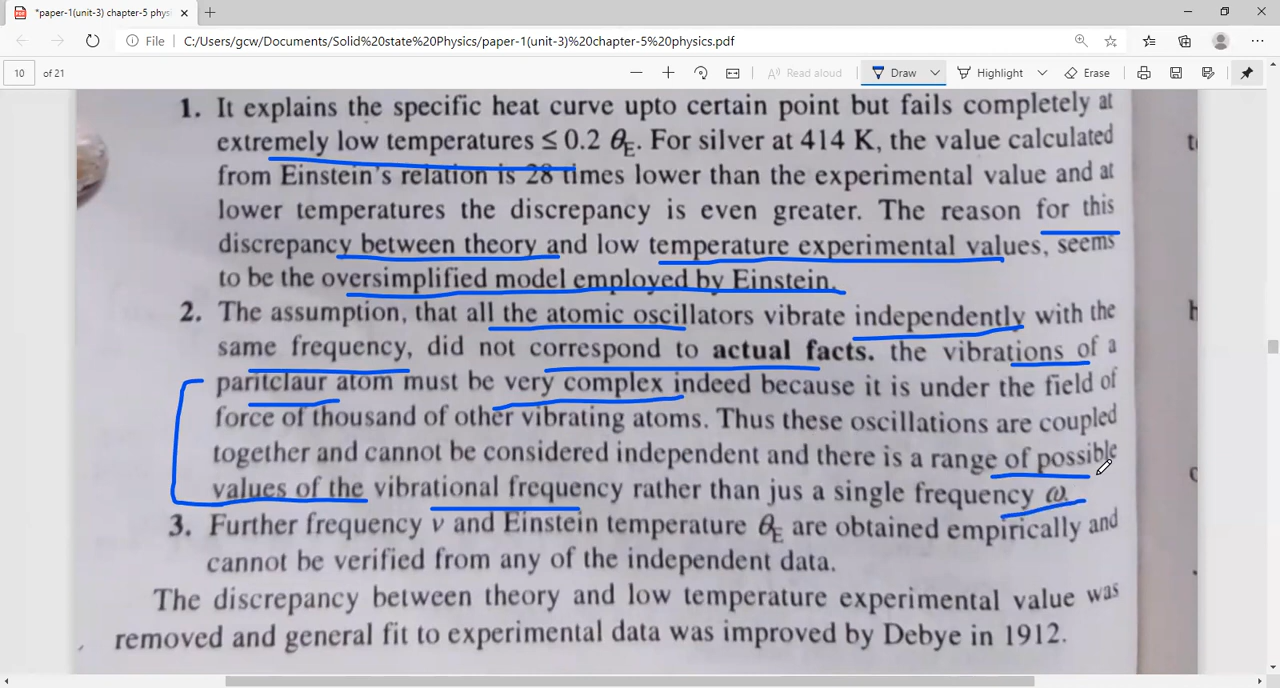 *paper-1(unit-3) chapter-5 physi
File C:/Users/gcw/Documents/Solid%20state%20Physics/paper-1(unit-3)%20chapter-5%20physics.pdf
10 of 21 Read aloud Draw Highlight Erase
1. It explains the specific heat curve upto certain point but fails completely at
extremely low temperatures ≤ 0.2 θE. For silver at 414 K, the value calculated
from Einstein's relation is 28 times lower than the experimental value and at
lower temperatures the discrepancy is even greater. The reason for this
discrepancy between theory and low temperature experimental values, seems
to be the oversimplified model employed by Einstein.
2. The assumption, that all the atomic oscillators vibrate independently with the
same frequency, did not correspond to actual facts. the vibrations of a
paritclaur atom must be very complex indeed because it is under the field of
force of thousand of other vibrating atoms. Thus these oscillations are coupled
together and cannot be considered independent and there is a range of possible
values of the vibrational frequency rather than jus a single frequency ω.
3. Further frequency ν and Einstein temperature θE are obtained empirically and
cannot be verified from any of the independent data.
The discrepancy between theory and low temperature experimental value was
removed and general fit to experimental data was improved by Debye in 1912.